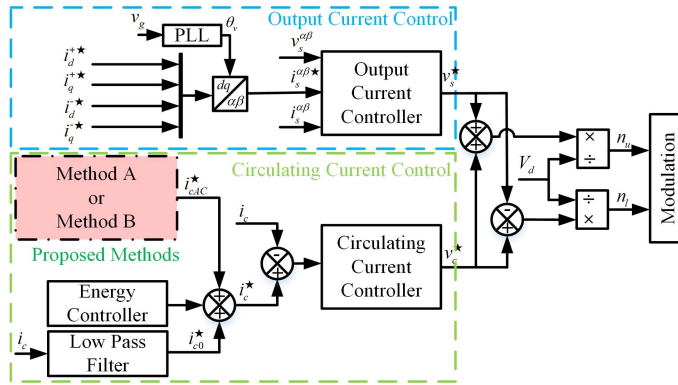 Output Current Control
v_g
PLL
θ_v
i_d^{+★}
i_q^{+★}
i_d^{-★}
i_q^{-★}
dq
αβ
v_s^{αβ}
i_s^{αβ★}
i_s^{αβ}
Output
Current
Controller
v_s^★
+
+
×
÷
n_u
V_d
÷
×
n_l
-
+
Modulation
Circulating Current Control
Method A
or
Method B
i_{cAC}^★
Proposed Methods
i_c
-
+
Circulating
Current
Controller
v_c^★
Energy
Controller
+
+
i_c^★
i_c
Low Pass
Filter
i_{c0}^★